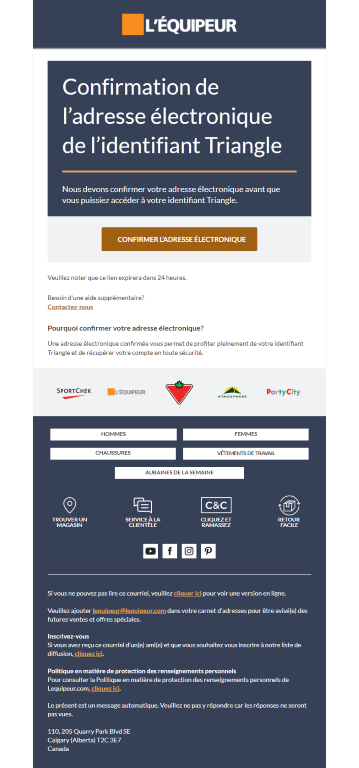 L'ÉQUIPEUR
Confirmation de
l'adresse électronique
de l'identifiant Triangle
Nous devons confirmer votre adresse électronique avant que
vous puissiez accéder à votre identifiant Triangle.
CONFIRMER L'ADRESSE ÉLECTRONIQUE
Veuillez noter que ce lien expirera dans 24 heures.
Besoin d'une aide supplémentaire?
Contactez-nous
Pourquoi confirmer votre adresse électronique?
Une adresse électronique confirmée vous permet de profiter pleinement de votre identifiant
Triangle et de récupérer votre compte en toute sécurité.
SPORTCHEK L'ÉQUIPEUR ATMOSPHERE PartyCity
HOMMES FEMMES
CHAUSSURES VÊTEMENTS DE TRAVAIL
AUBAINES DE LA SEMAINE
C&C
TROUVER UN SERVICE À LA CLIQUEZ ET RETOUR
MAGASIN CLIENTÈLE RAMASSEZ FACILE
Si vous ne pouvez pas lire ce courriel, veuillez cliquer ici pour voir une version en ligne.
Veuillez ajouter lequipeur@lequipeur.com dans votre carnet d'adresses pour être avisé(e) des
futures ventes et offres spéciales.
Inscrivez-vous
Si vous avez reçu ce courriel d'un(e) ami(e) et que vous souhaitez vous inscrire à notre liste de
diffusion, cliquez ici.
Politique en matière de protection des renseignements personnels
Pour consulter la Politique en matière de protection des renseignements personnels de
Lequipeur.com, cliquez ici.
Le présent est un message automatique. Veuillez ne pas y répondre car les réponses ne seront
pas vues.
110, 205 Quarry Park Blvd SE
Calgary (Alberta) T2C 3E7
Canada